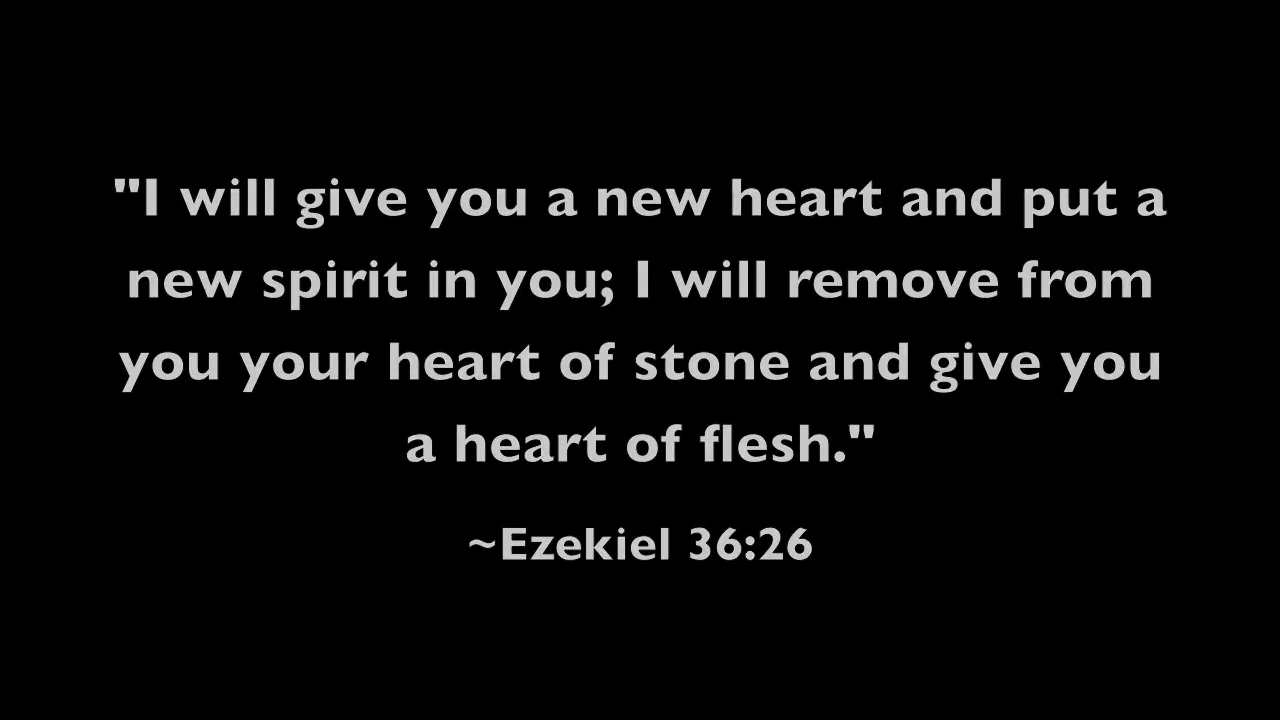 "I will give you a new heart and put a
new spirit in you; I will remove from
you your heart of stone and give you
a heart of flesh."
~Ezekiel 36:26